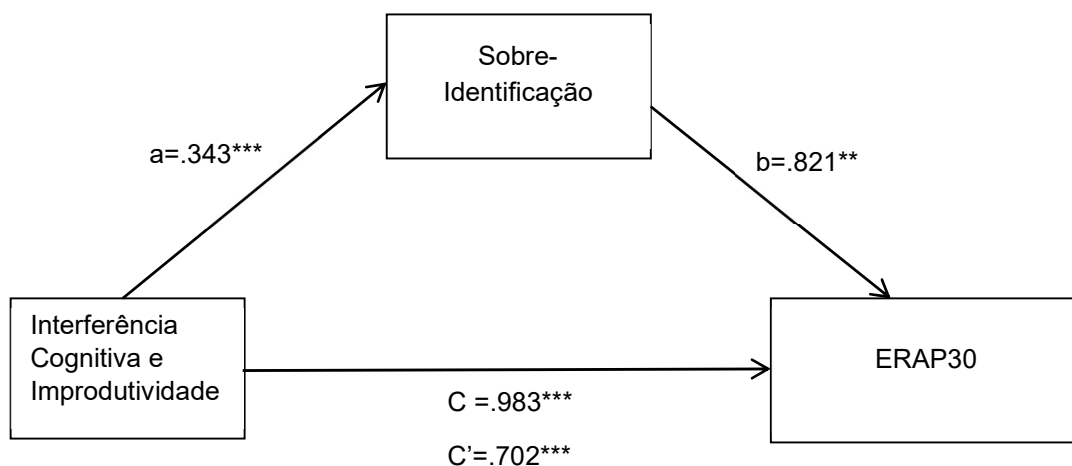 Sobre-
Identificação
a=.343***
b=.821**
Interferência
Cognitiva e
Improdutividade
ERAP30
C =.983***
C’=.702***